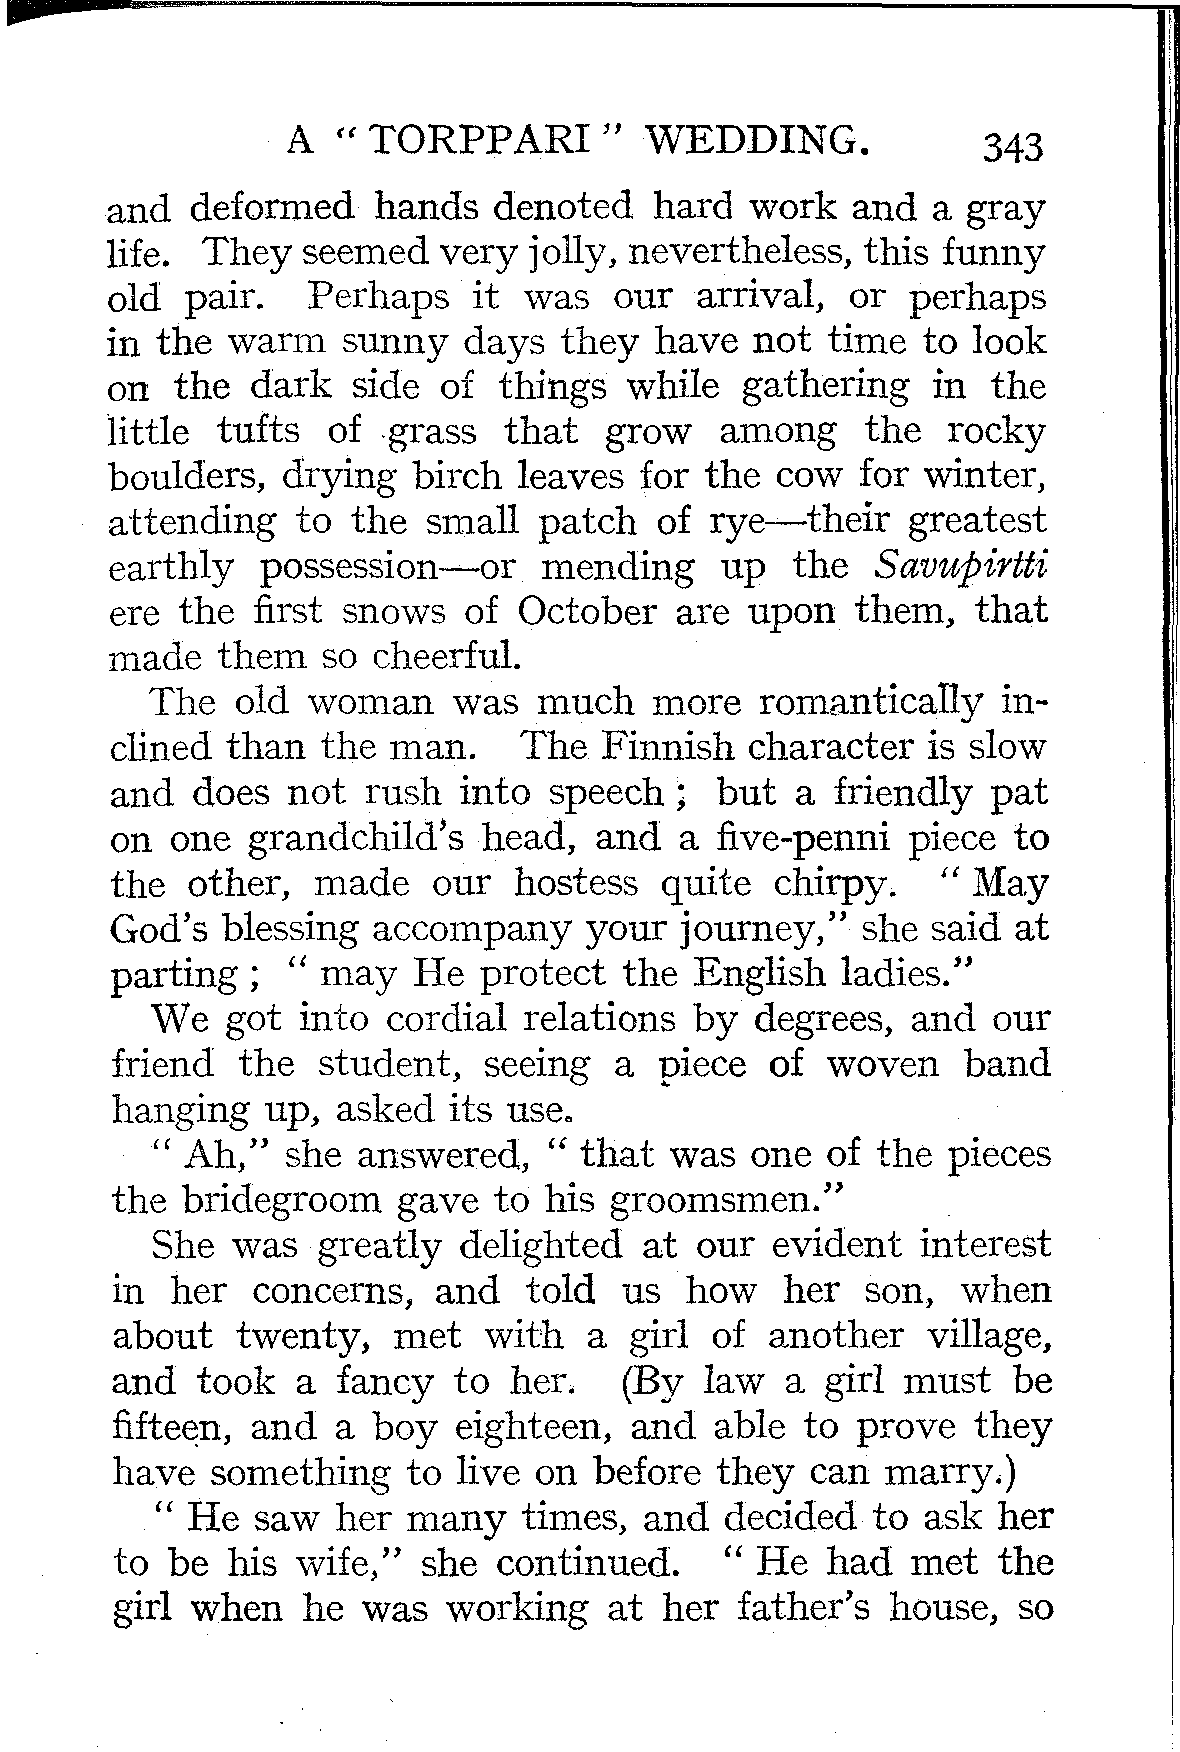 A " TORPPARI " WEDDING. 343
and deformed hands denoted hard work and a gray
life. They seemed very jolly, nevertheless, this funny
old pair. Perhaps it was our arrival, or perhaps
in the warm sunny days they have not time to look
on the dark side of things while gathering in the
little tufts of grass that grow among the rocky
boulders, drying birch leaves for the cow for winter,
attending to the small patch of rye—their greatest
earthly possession—or mending up the Savupirtti
ere the first snows of October are upon them, that
made them so cheerful.
The old woman was much more romantically in-
clined than the man. The Finnish character is slow
and does not rush into speech ; but a friendly pat
on one grandchild's head, and a five-penni piece to
the other, made our hostess quite chirpy. " May
God's blessing accompany your journey," she said at
parting ; " may He protect the English ladies."
We got into cordial relations by degrees, and our
friend the student, seeing a piece of woven band
hanging up, asked its use.
" Ah," she answered, " that was one of the pieces
the bridegroom gave to his groomsmen."
She was greatly delighted at our evident interest
in her concerns, and told us how her son, when
about twenty, met with a girl of another village,
and took a fancy to her. (By law a girl must be
fifteen, and a boy eighteen, and able to prove they
have something to live on before they can marry.)
" He saw her many times, and decided to ask her
to be his wife," she continued. " He had met the
girl when he was working at her father's house, so